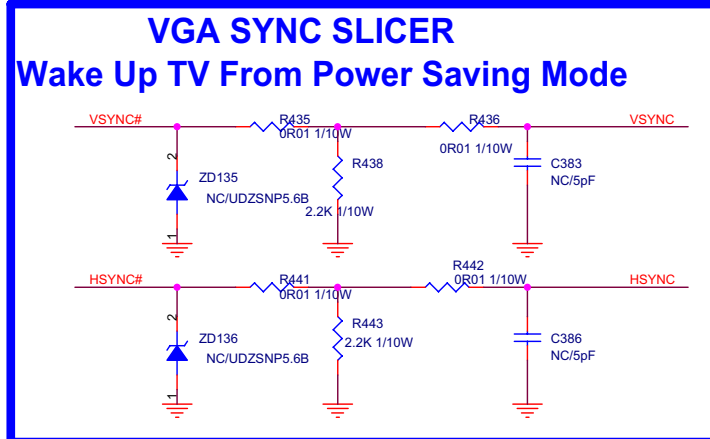 VGA SYNC SLICER
Wake Up TV From Power Saving Mode
VSYNC#
R435
0R01 1/10W
R436
0R01 1/10W
VSYNC
2
ZD135
NC/UDZSNP5.6B
1
R438
2.2K 1/10W
C383
NC/5pF
HSYNC#
R441
0R01 1/10W
R442
0R01 1/10W
HSYNC
2
ZD136
NC/UDZSNP5.6B
1
R443
2.2K 1/10W
C386
NC/5pF